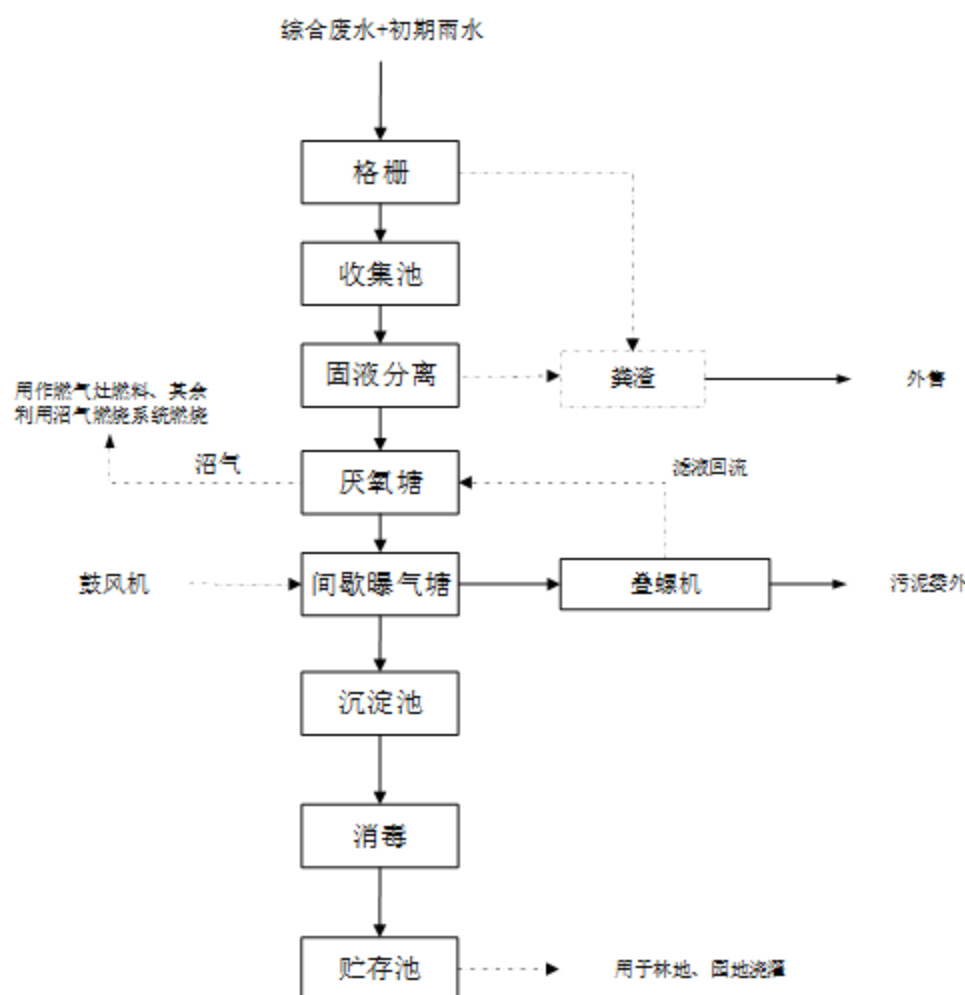 综合废水+初期雨水
格栅
收集池
固液分离
粪渣
外售
用作燃气灶燃料、其余
利用沼气燃烧系统燃烧
沼气
厌氧塘
滤液回流
鼓风机
间歇曝气塘
叠螺机
污泥委外
沉淀池
消毒
贮存池
用于林地、园地浇灌